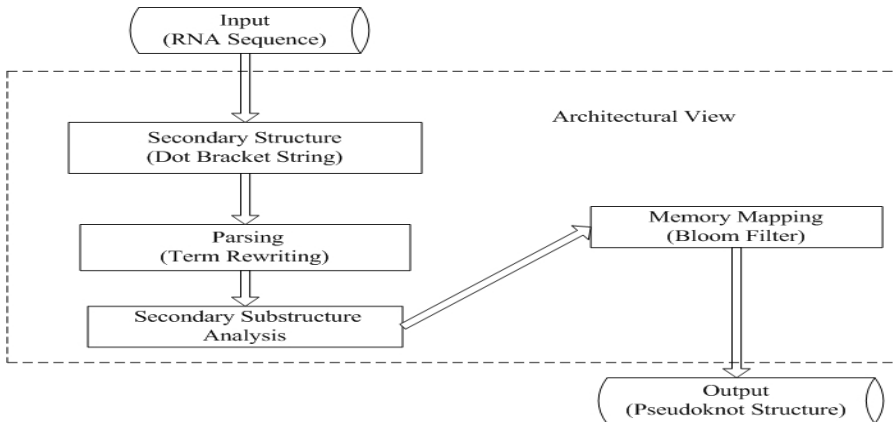 Input
(RNA Sequence)
Architectural View
Secondary Structure
(Dot Bracket String)
Parsing
(Term Rewriting)
Secondary Substructure
Analysis
Memory Mapping
(Bloom Filter)
Output
(Pseudoknot Structure)